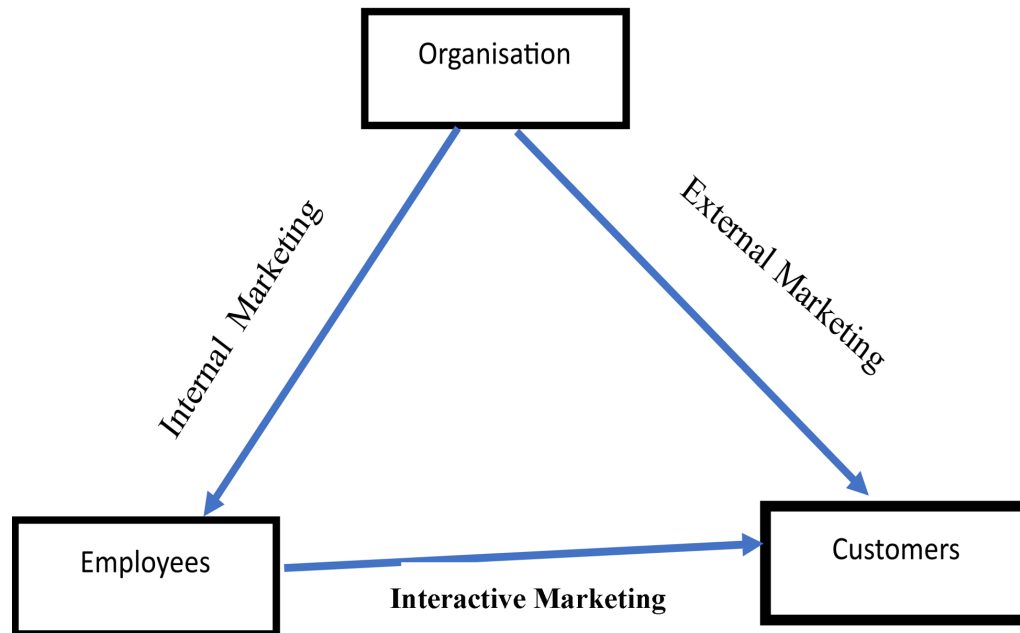 Organisation
Internal Marketing
External Marketing
Employees
Customers
Interactive Marketing